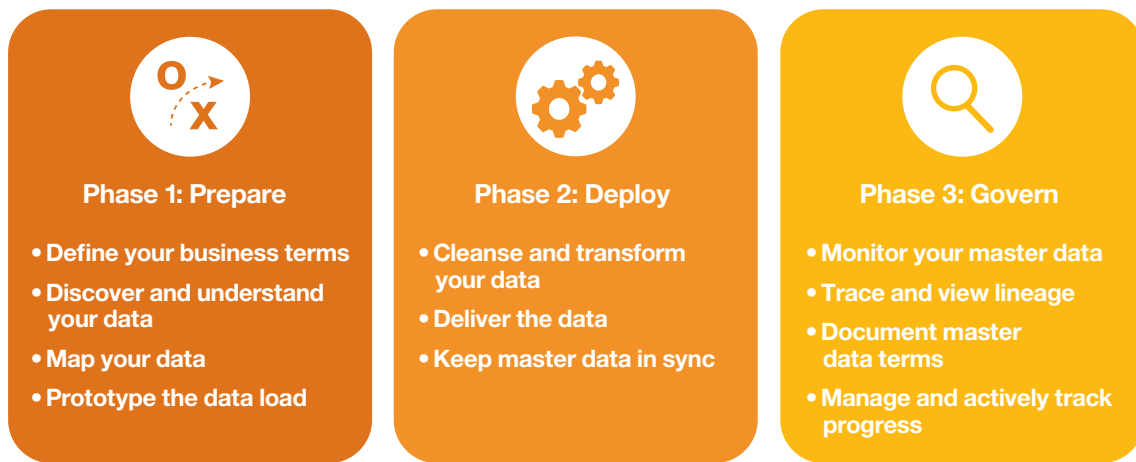 O
X
Phase 1: Prepare
• Define your business terms
• Discover and understand
your data
• Map your data
• Prototype the data load
Phase 2: Deploy
• Cleanse and transform
your data
• Deliver the data
• Keep master data in sync
Phase 3: Govern
• Monitor your master data
• Trace and view lineage
• Document master
data terms
• Manage and actively track
progress